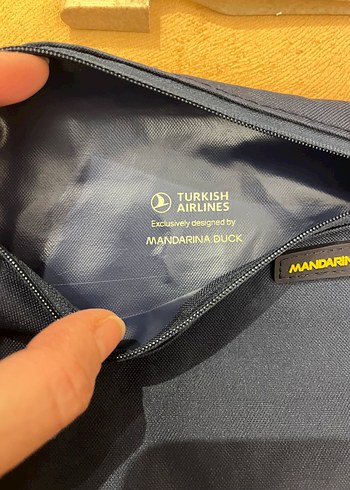 TURKISH
AIRLINES
Exclusively designed by
MANDARINA DUCK
MANDARIN